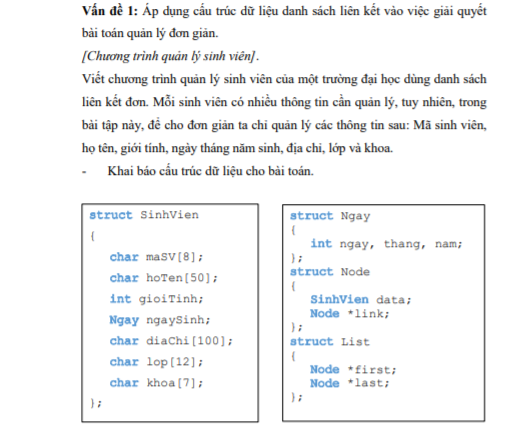 Vấn đề 1: Áp dụng cấu trúc dữ liệu danh sách liên kết vào việc giải quyết
bài toán quản lý đơn giản.
[Chương trình quản lý sinh viên].
Viết chương trình quản lý sinh viên của một trường đại học dùng danh sách
liên kết đơn. Mỗi sinh viên có nhiều thông tin cần quản lý, tuy nhiên, trong
bài tập này, để cho đơn giản ta chỉ quản lý các thông tin sau: Mã sinh viên,
họ tên, giới tính, ngày tháng năm sinh, địa chỉ, lớp và khoa.
- Khai báo cấu trúc dữ liệu cho bài toán.
struct SinhVien
{
char maSV[8];
char hoTen[50];
int gioiTinh;
Ngay ngaySinh;
char diaChi[100];
char lop[12];
char khoa[7];
};
struct Ngay
{
int ngay, thang, nam;
};
struct Node
{
SinhVien data;
Node *link;
};
struct List
{
Node *first;
Node *last;
};